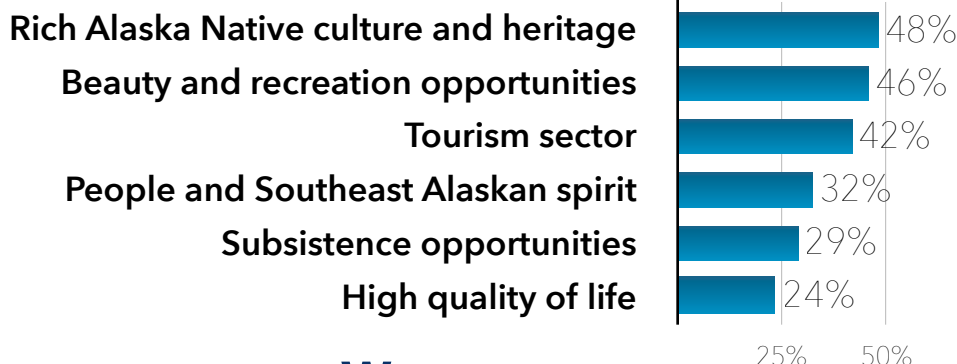 Rich Alaska Native culture and heritage 48%
Beauty and recreation opportunities 46%
Tourism sector 42%
People and Southeast Alaskan spirit 32%
Subsistence opportunities 29%
High quality of life 24%
25% 50%